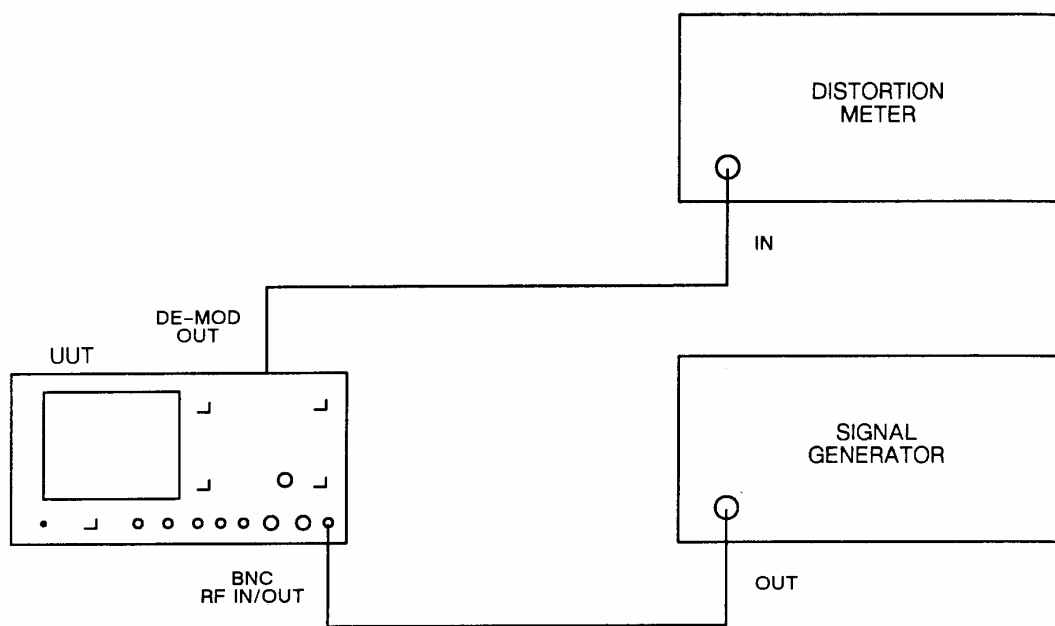 DISTORTION
METER
IN
DE-MOD
OUT
UUT
SIGNAL
GENERATOR
BNC
RF IN/OUT
OUT